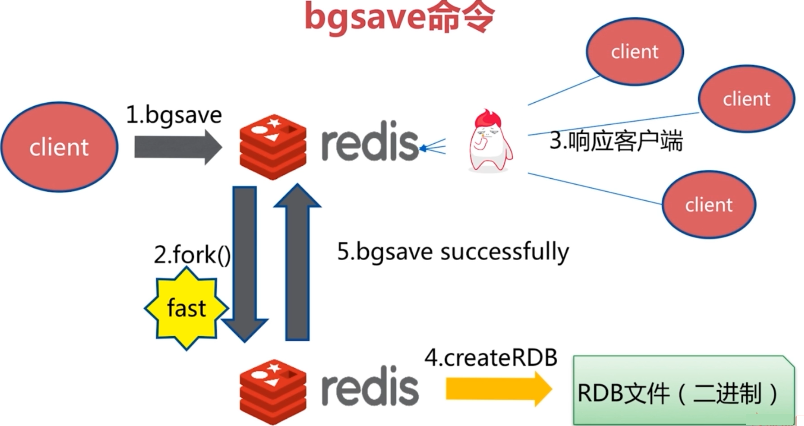 bgsave命令
client
1.bgsave
redis
client
client
3.响应客户端
client
2.fork()
fast
5.bgsave successfully
redis
4.createRDB
RDB文件（二进制）